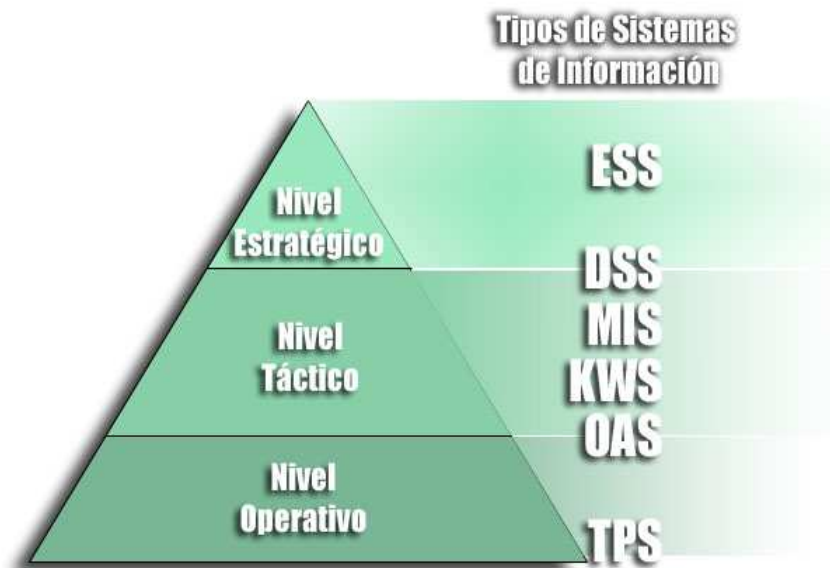 Tipos de Sistemas
de Información
ESS
Nivel
Estratégico
DSS
MIS
Nivel
Táctico
KWS
OAS
Nivel
Operativo
TPS